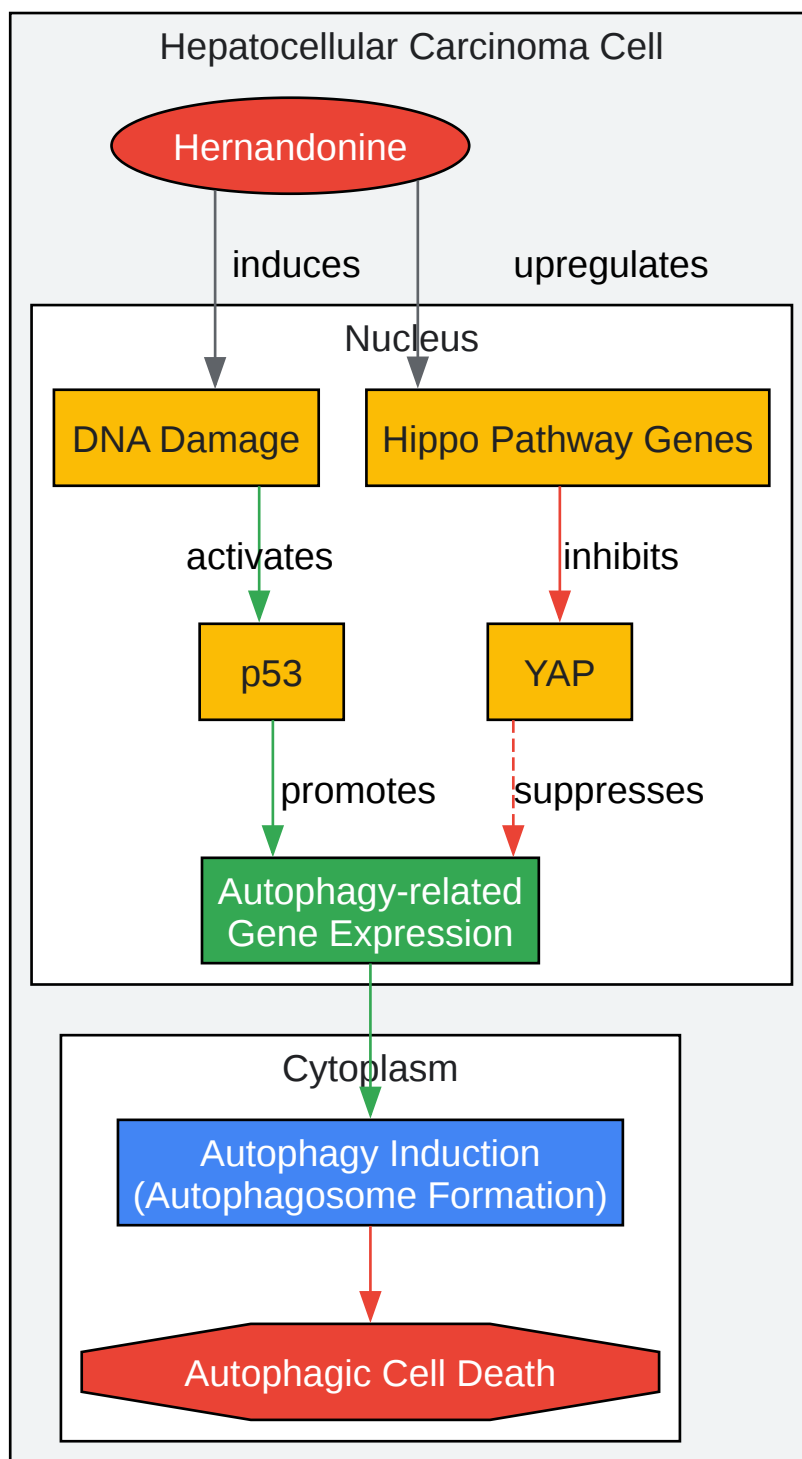 Hepatocellular Carcinoma Cell
Hernandonine
induces
upregulates
Nucleus
DNA Damage
Hippo Pathway Genes
activates
inhibits
p53
YAP
promotes
suppresses
Autophagy-related
Gene Expression
Cytoplasm
Autophagy Induction
(Autophagosome Formation)
Autophagic Cell Death